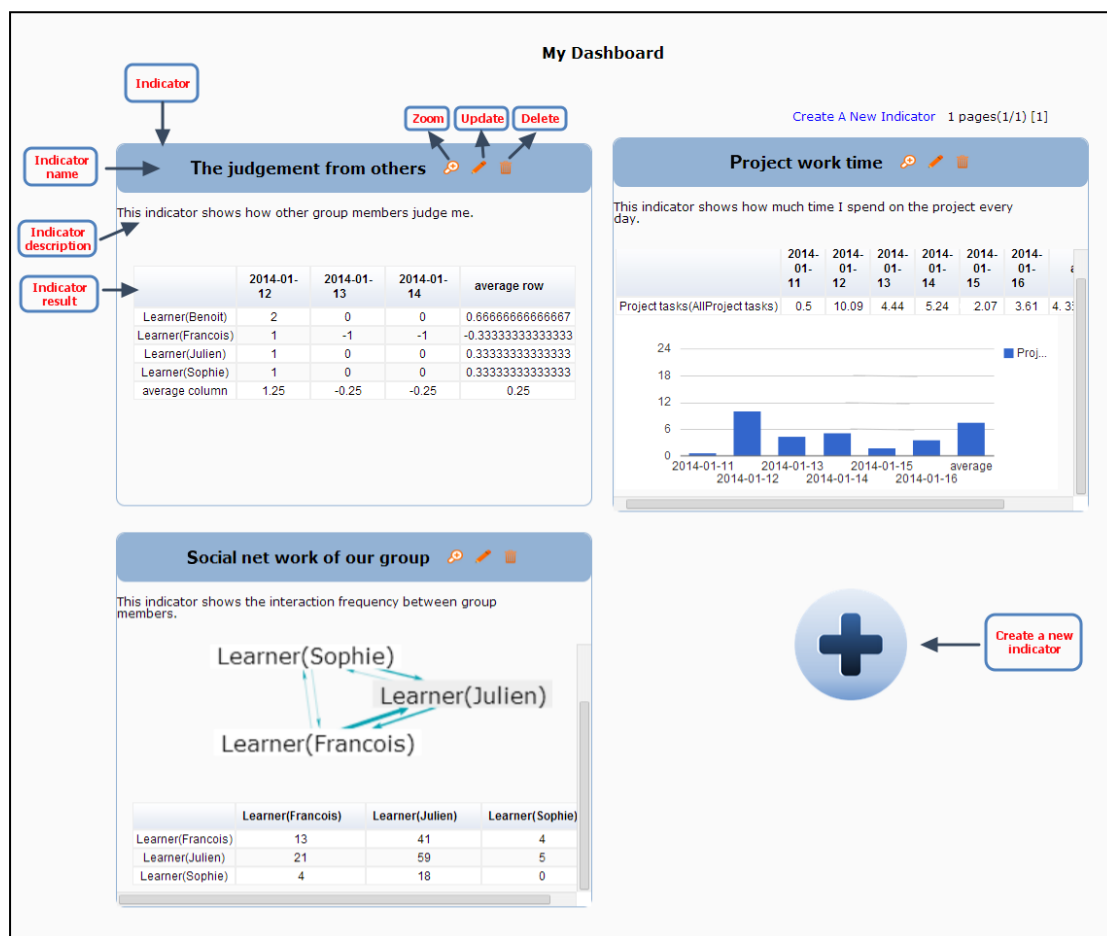 My Dashboard
Indicator
Zoom
Update
Delete
Create A New Indicator 1 pages(1/1) [1]
Indicator
name
The judgement from others
This indicator shows how other group members judge me.
Indicator
description
Indicator
result
2014-01-
12
2014-01-
13
2014-01-
14
average row
Learner(Benoit) 2 0 0 0.66666666666667
Learner(Francois) 1 -1 -1 -0.33333333333333
Learner(Julien) 1 0 0 0.33333333333333
Learner(Sophie) 1 0 0 0.33333333333333
average column 1.25 -0.25 -0.25 0.25
Project work time
This indicator shows how much time I spend on the project every
day.
2014-
01-
11
2014-
01-
12
2014-
01-
13
2014-
01-
14
2014-
01-
15
2014-
01-
16
Project tasks(AllProject tasks) 0.5 10.09 4.44 5.24 2.07 3.61
24
18
12
6
0
Proj...
2014-01-11 2014-01-13 2014-01-15 average
2014-01-12 2014-01-14 2014-01-16
Social net work of our group
This indicator shows the interaction frequency between group
members.
Learner(Sophie)
Learner(Julien)
Learner(Francois)
Learner(Francois) Learner(Julien) Learner(Sophie)
Learner(Francois) 13 41 4
Learner(Julien) 21 59 5
Learner(Sophie) 4 18 0
Create a new
indicator